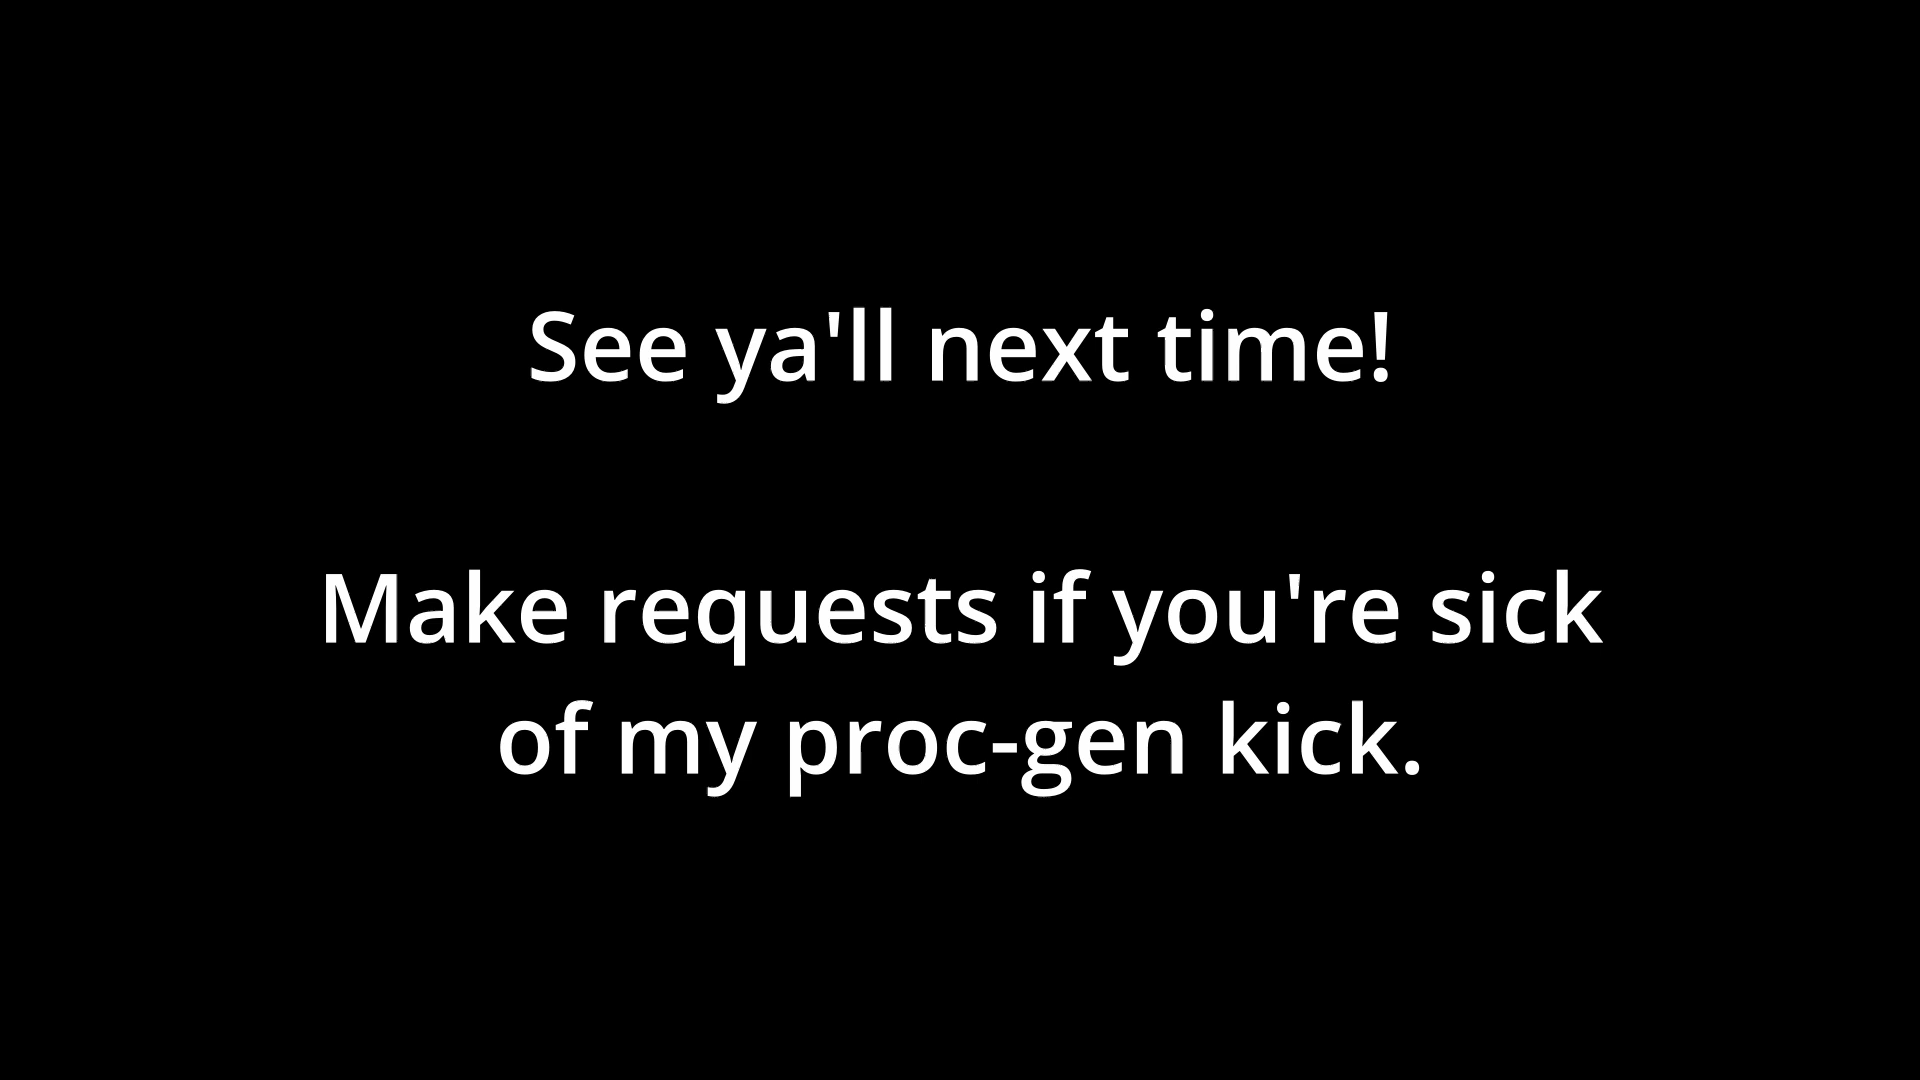 See ya'll next time!
Make requests if you're sick
of my proc-gen kick.